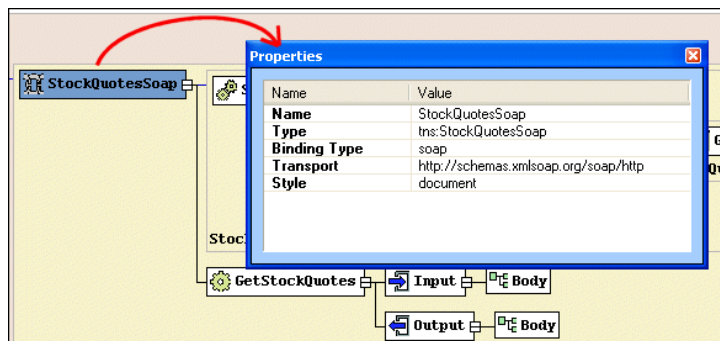 StockQuotesSoap
Properties
Name Value
Name StockQuotesSoap
Type tns:StockQuotesSoap
Binding Type soap
Transport http://schemas.xmlsoap.org/soap/http
Style document
GetStockQuotes
Input
Body
Output
Body